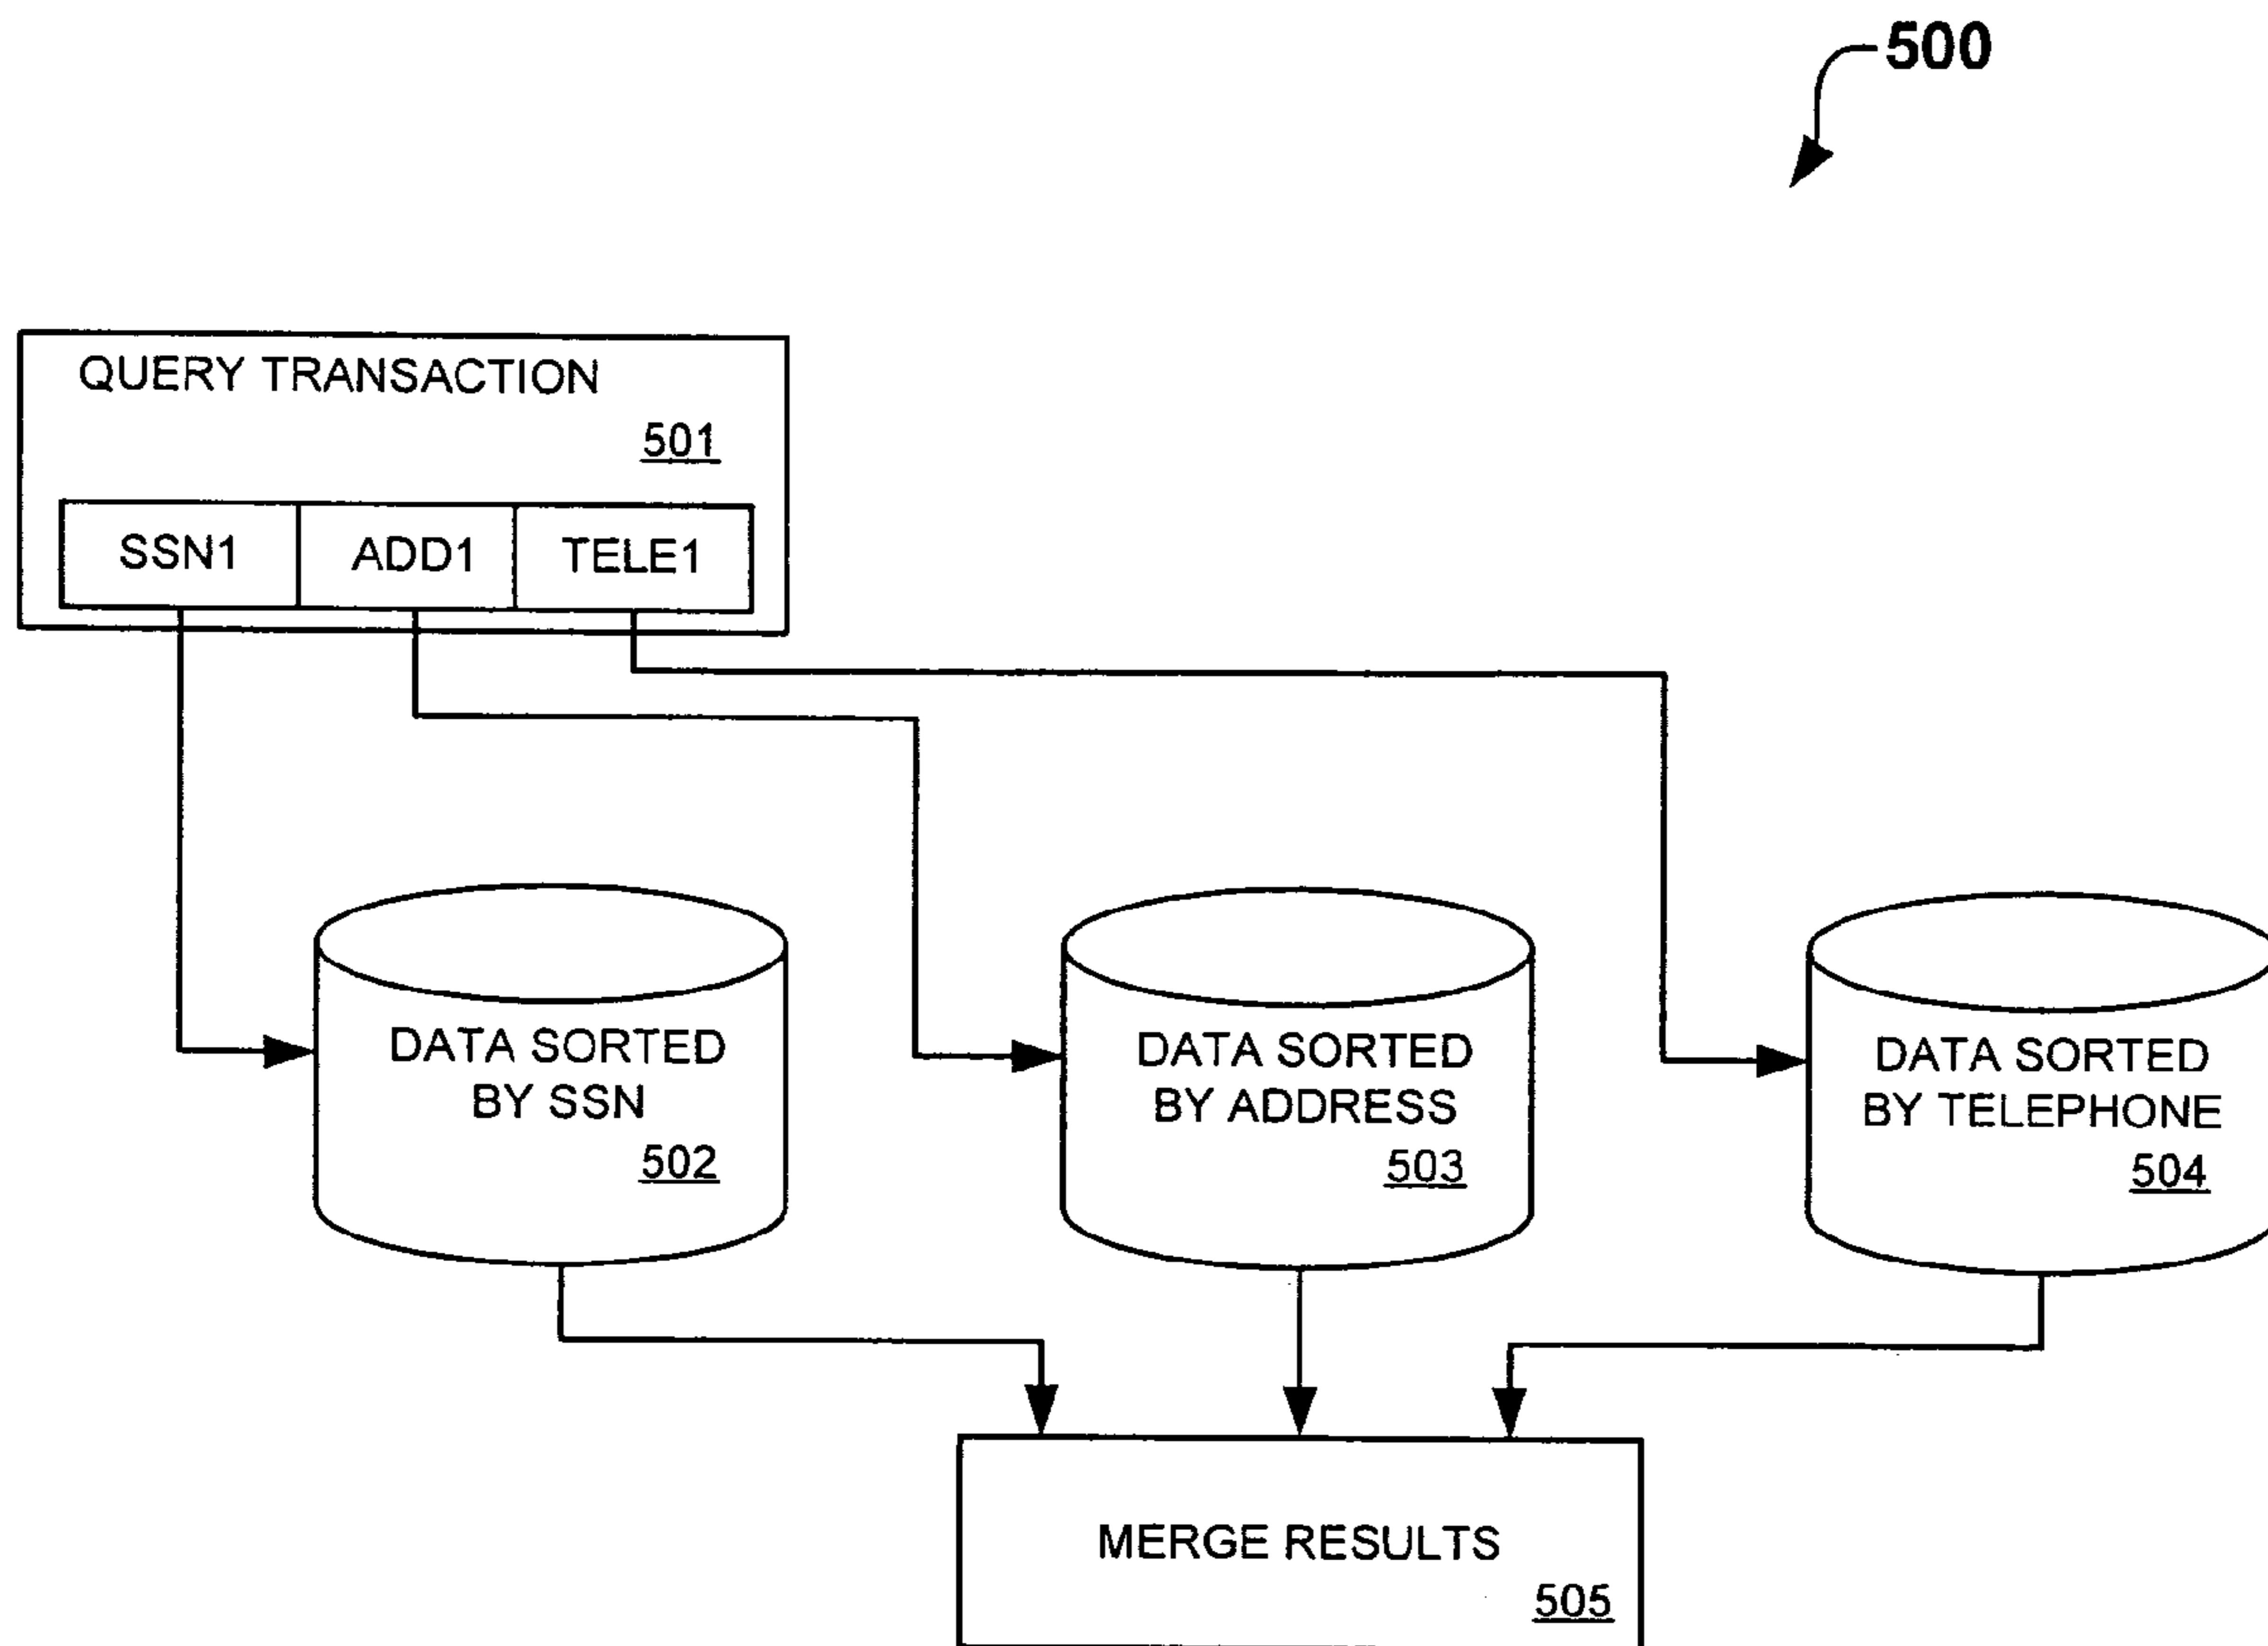 500
QUERY TRANSACTION
501
SSN1 ADD1 TELE1
DATA SORTED
BY SSN
502
DATA SORTED
BY ADDRESS
503
DATA SORTED
BY TELEPHONE
504
MERGE RESULTS
505